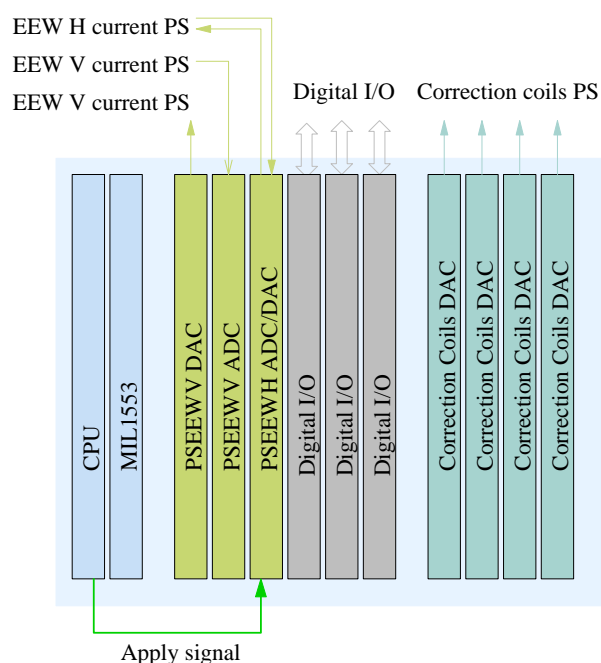 EEW H current PS
EEW V current PS
EEW V current PS
Digital I/O
Correction coils PS
CPU
MIL1553
PSEEWV DAC
PSEEWV ADC
PSEEWH ADC/DAC
Digital I/O
Digital I/O
Digital I/O
Correction Coils DAC
Correction Coils DAC
Correction Coils DAC
Correction Coils DAC
Apply signal